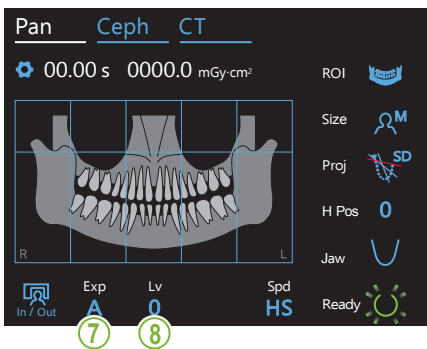 Pan Ceph CT
00.00 s 0000.0 mGy·cm²
ROI
Size M
Proj SD
H Pos 0
R L
Jaw
In / Out
Exp A
Lv 0
Spd HS
Ready
7 8